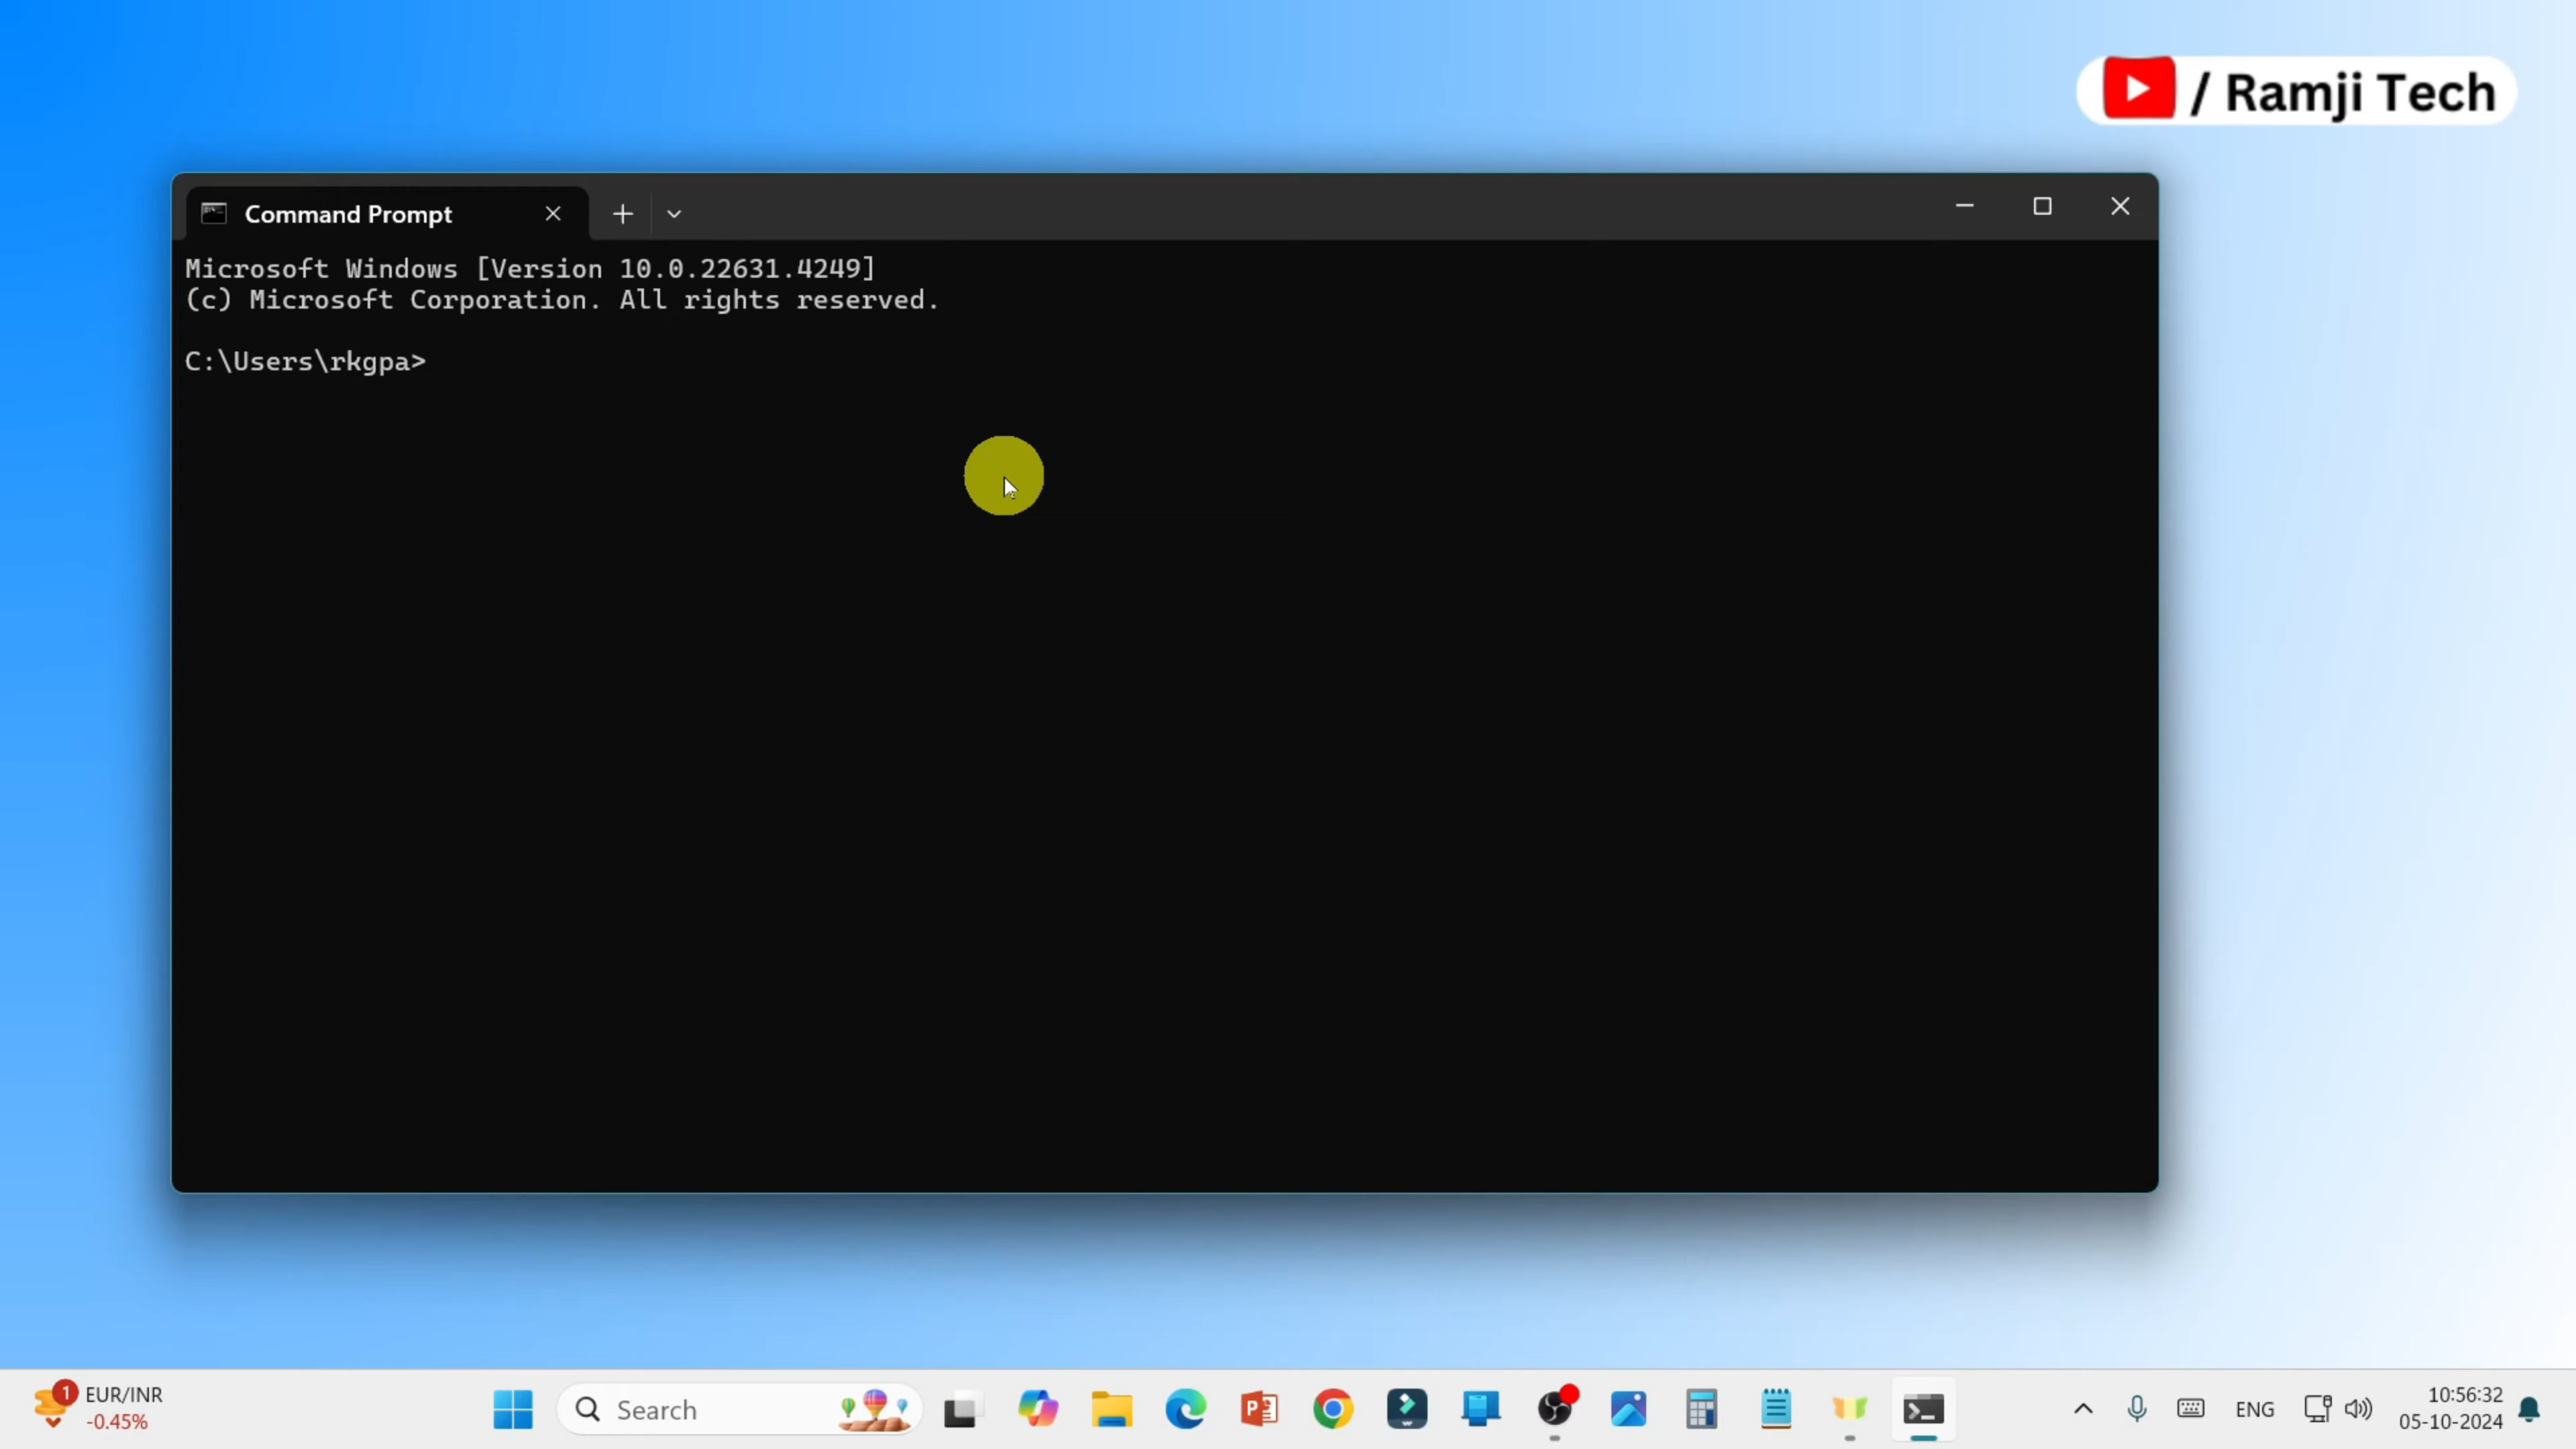 / Ramji Tech
Command Prompt
Microsoft Windows [Version 10.0.22631.4249]
(c) Microsoft Corporation. All rights reserved.
C:\Users\rkgpa>
1 EUR/INR
-0.45%
Search
ENG
10:56:32
05-10-2024